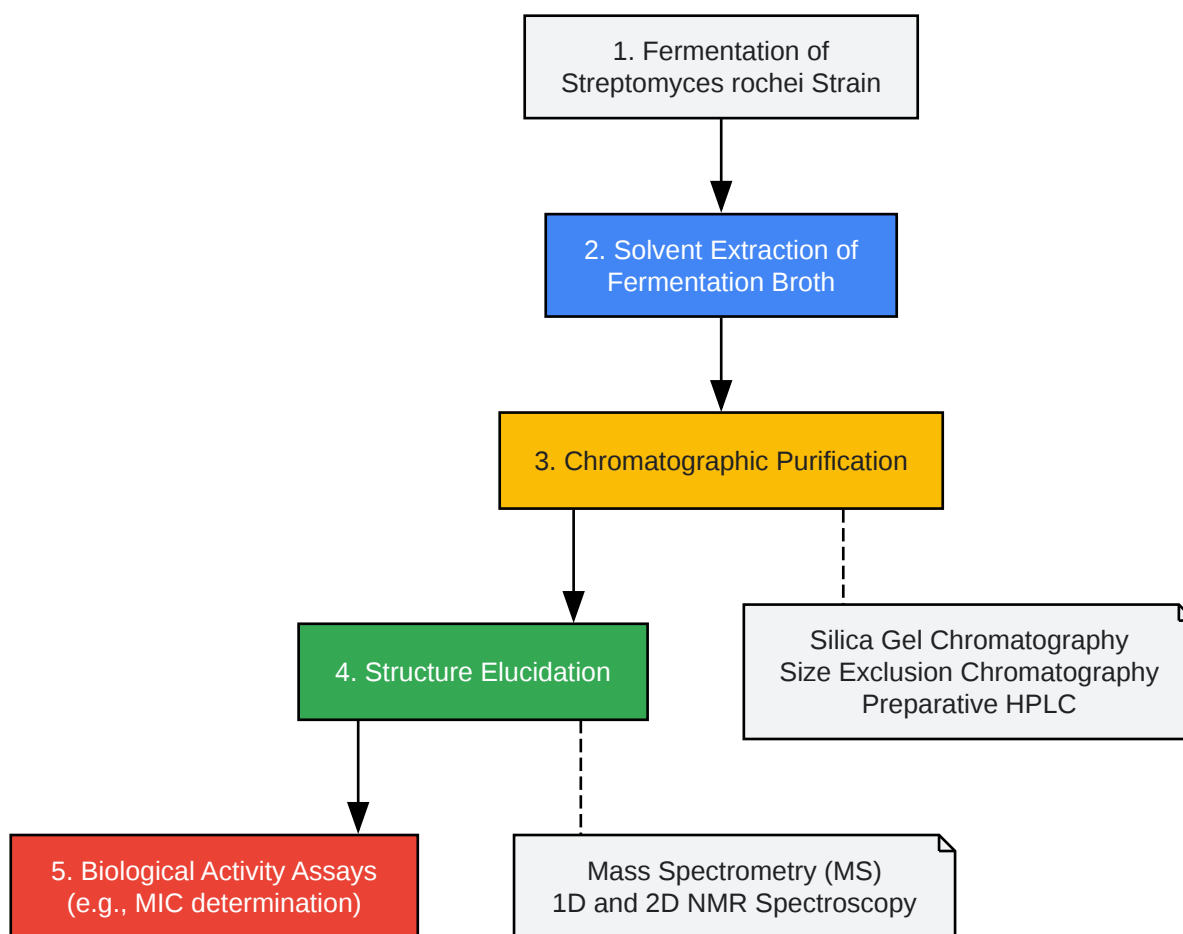 1. Fermentation of
Streptomyces rochei Strain
2. Solvent Extraction of
Fermentation Broth
3. Chromatographic Purification
Silica Gel Chromatography
Size Exclusion Chromatography
Preparative HPLC
4. Structure Elucidation
Mass Spectrometry (MS)
1D and 2D NMR Spectroscopy
5. Biological Activity Assays
(e.g., MIC determination)